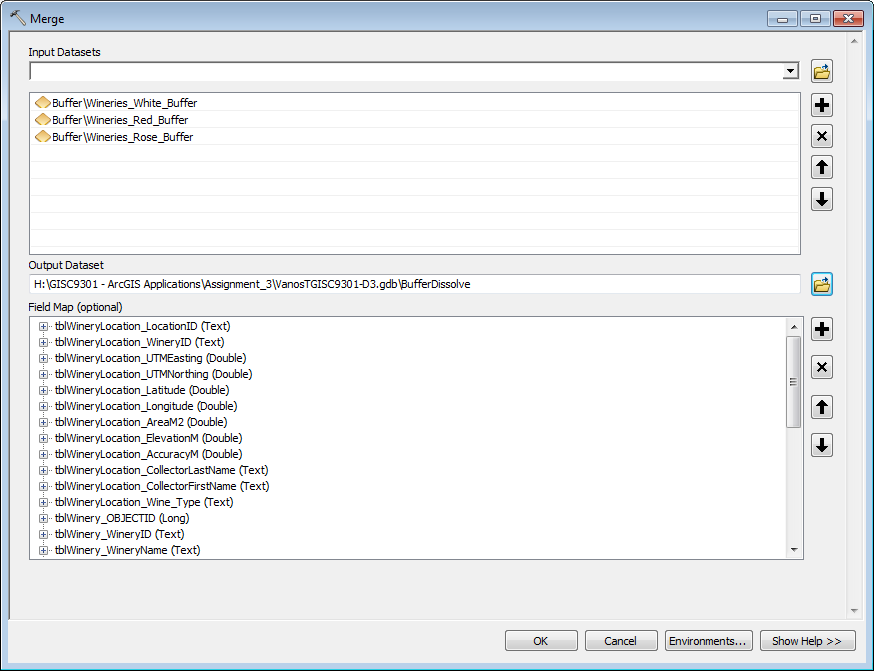 Merge
Input Datasets
Buffer\Wineries_White_Buffer
Buffer\Wineries_Red_Buffer
Buffer\Wineries_Rose_Buffer
Output Dataset
H:\GISC9301 - ArcGIS Applications\Assignment_3\VanosTGISC9301-D3.gdb\BufferDissolve
Field Map (optional)
tblWineryLocation_LocationID (Text)
tblWineryLocation_WineryID (Text)
tblWineryLocation_UTMEasting (Double)
tblWineryLocation_UTMNorthing (Double)
tblWineryLocation_Latitude (Double)
tblWineryLocation_Longitude (Double)
tblWineryLocation_AreaM2 (Double)
tblWineryLocation_ElevationM (Double)
tblWineryLocation_AccuracyM (Double)
tblWineryLocation_CollectorLastName (Text)
tblWineryLocation_CollectorFirstName (Text)
tblWineryLocation_Wine_Type (Text)
tblWinery_OBJECTID (Long)
tblWinery_WineryID (Text)
tblWinery_WineryName (Text)
OK Cancel Environments... Show Help >>